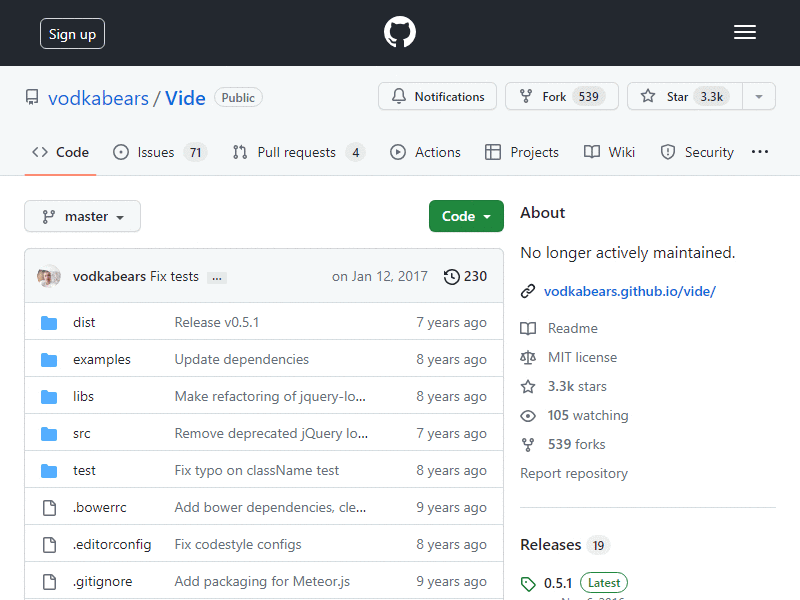 Sign up
vodkabears / Vide Public
Notifications
Fork 539
Star 3.3k
Code
Issues 71
Pull requests 4
Actions
Projects
Wiki
Security
master
Code
vodkabears Fix tests ... on Jan 12, 2017 230
dist Release v0.5.1 7 years ago
examples Update dependencies 8 years ago
libs Make refactoring of jquery-lo... 8 years ago
src Remove deprecated jQuery lo... 7 years ago
test Fix typo on className test 8 years ago
.bowerrc Add bower dependencies, cle... 9 years ago
.editorconfig Fix codestyle configs 8 years ago
.gitignore Add packaging for Meteor.js 9 years ago
About
No longer actively maintained.
vodkabears.github.io/vide/
Readme
MIT license
3.3k stars
105 watching
539 forks
Report repository
Releases 19
0.5.1 Latest